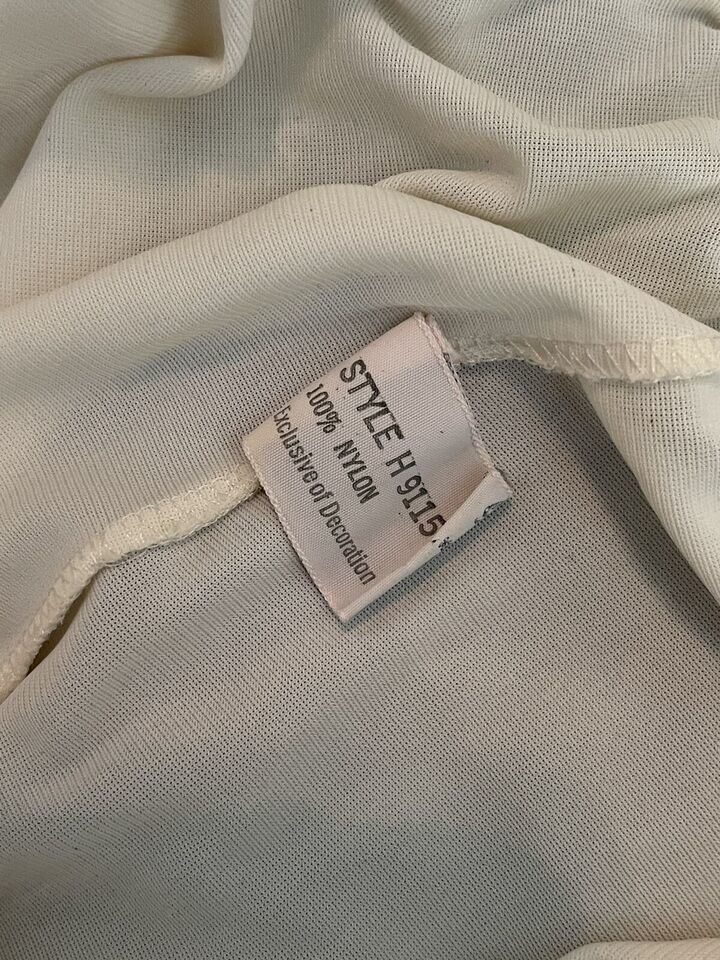 STYLE H 9115
100% NYLON
Exclusive of Decoration